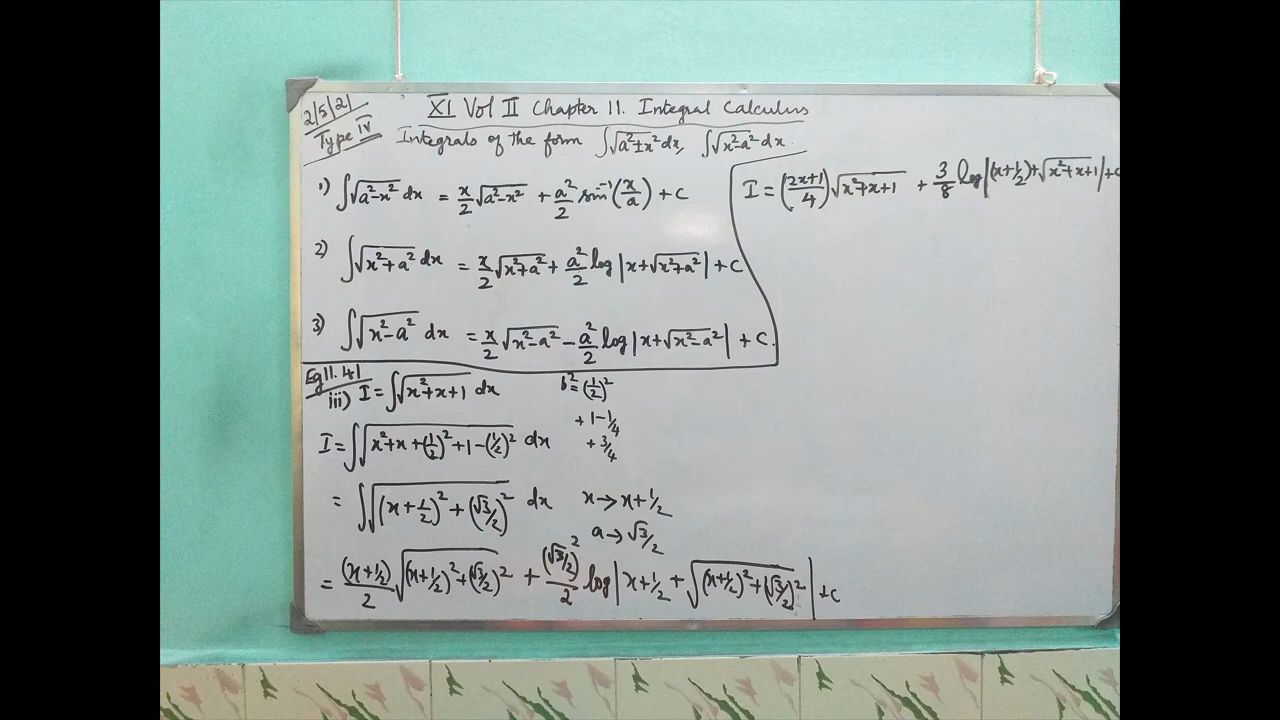 2/5/21
Type IV
XI Vol II Chapter 11. Integral Calculus
Integrals of the form ∫√(a²±x²) dx, ∫√(x²-a²) dx.
1) ∫√(a²-x²) dx = x/2 √(a²-x²) + a²/2 sin⁻¹(x/a) + c
2) ∫√(x²+a²) dx = x/2 √(x²+a²) + a²/2 log|x+√(x²+a²)| + c
3) ∫√(x²-a²) dx = x/2 √(x²-a²) - a²/2 log|x+√(x²-a²)| + c.
Eg 11.41
iii) I = ∫√(x²+x+1) dx
b² = (1/2)²
+ 1-1/4
+ 3/4
I = ∫√(x²+x+(1/2)²+1-(1/2)²) dx
= ∫√((x+1/2)²+(√3/2)²) dx
x → x+1/2
a → √3/2
= (x+1/2)/2 √((x+1/2)²+(√3/2)²) + (√3/2)²/2 log|x+1/2+√((x+1/2)²+(√3/2)²)| +c
I = ((2x+1)/4) √(x²+x+1) + 3/8 log|(x+1/2)+√(x²+x+1)|+c